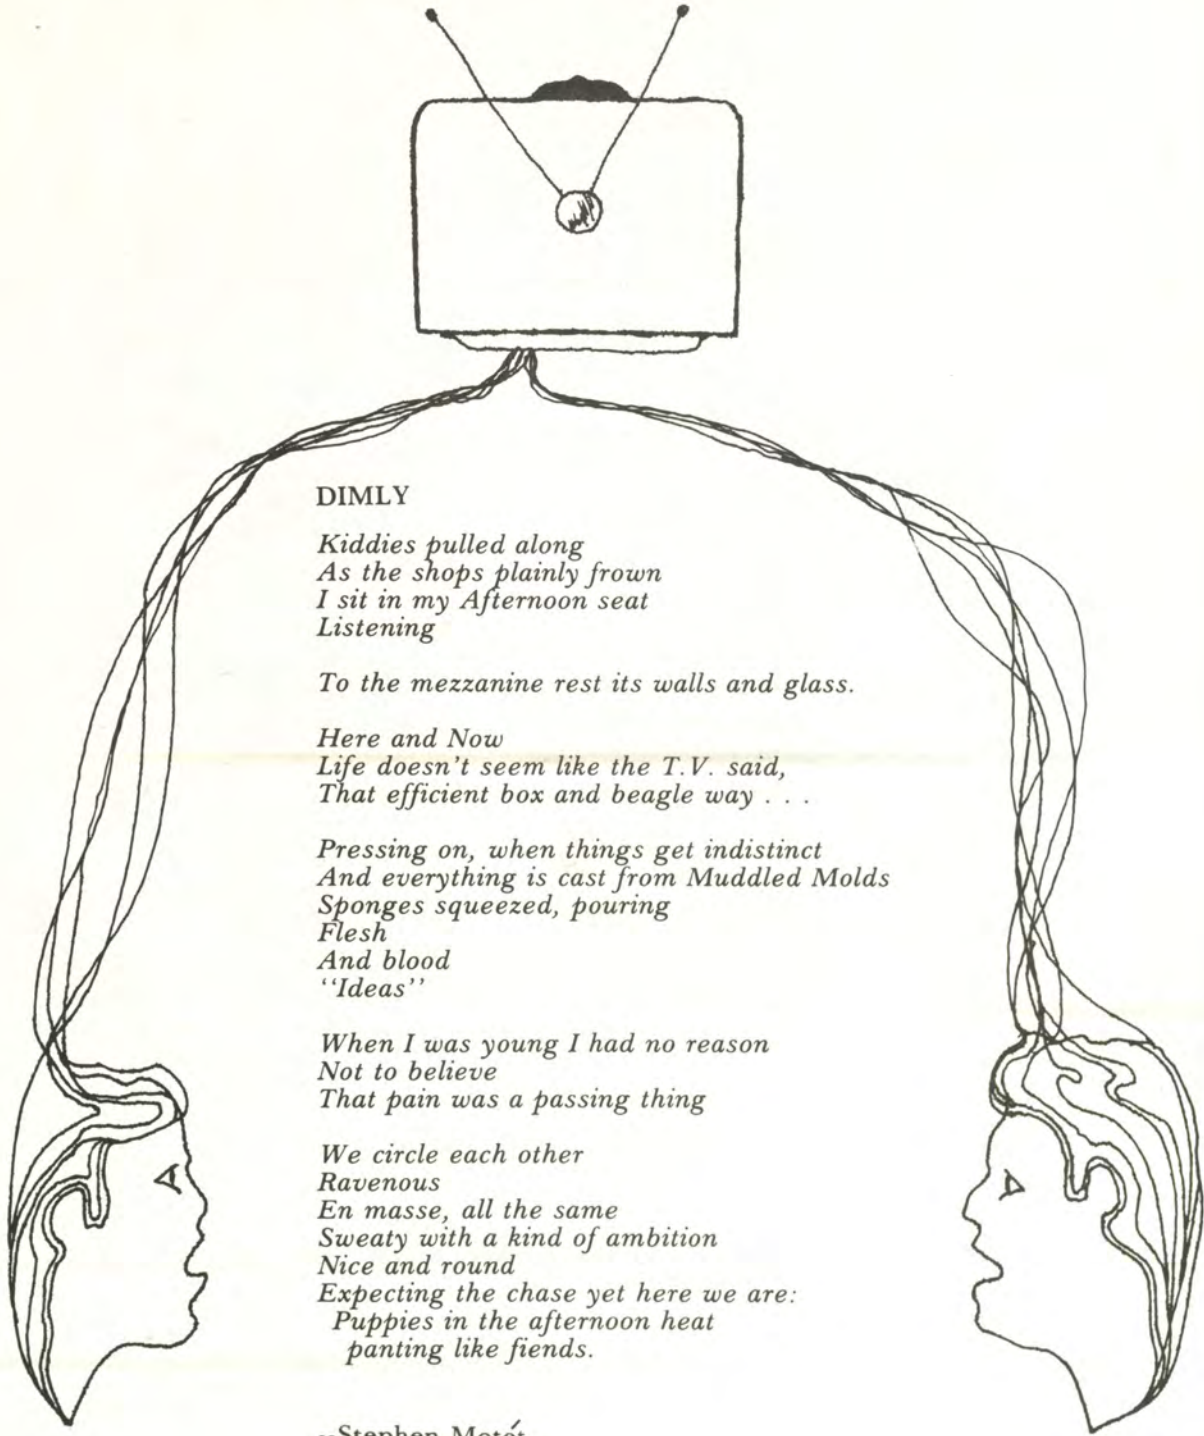 DIMLY
Kiddies pulled along
As the shops plainly frown
I sit in my Afternoon seat
Listening
To the mezzanine rest its walls and glass.
Here and Now
Life doesn't seem like the T.V. said,
That efficient box and beagle way . . .
Pressing on, when things get indistinct
And everything is cast from Muddled Molds
Sponges squeezed, pouring
Flesh
And blood
"Ideas"
When I was young I had no reason
Not to believe
That pain was a passing thing
We circle each other
Ravenous
En masse, all the same
Sweaty with a kind of ambition
Nice and round
Expecting the chase yet here we are:
Puppies in the afternoon heat
panting like fiends.
--Stephen Motét